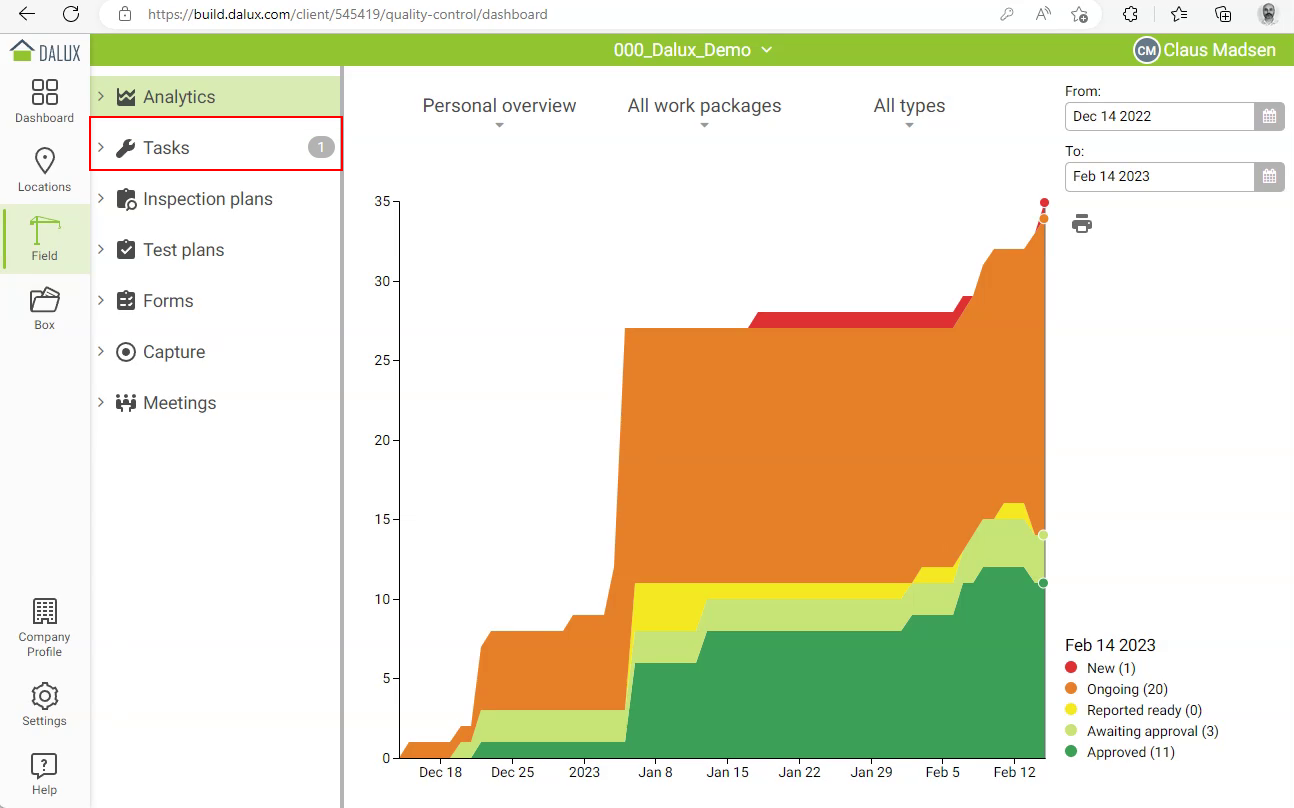 https://build.dalux.com/client/545419/quality-control/dashboard
DALUX
000_Dalux_Demo
CM Claus Madsen
Dashboard
Locations
Field
Box
Company
Profile
Settings
Help
Analytics
Tasks 1
Inspection plans
Test plans
Forms
Capture
Meetings
Personal overview
All work packages
All types
From:
Dec 14 2022
To:
Feb 14 2023
35
30
25
20
15
10
5
0
Dec 18 Dec 25 2023 Jan 8 Jan 15 Jan 22 Jan 29 Feb 5 Feb 12
Feb 14 2023
New (1)
Ongoing (20)
Reported ready (0)
Awaiting approval (3)
Approved (11)